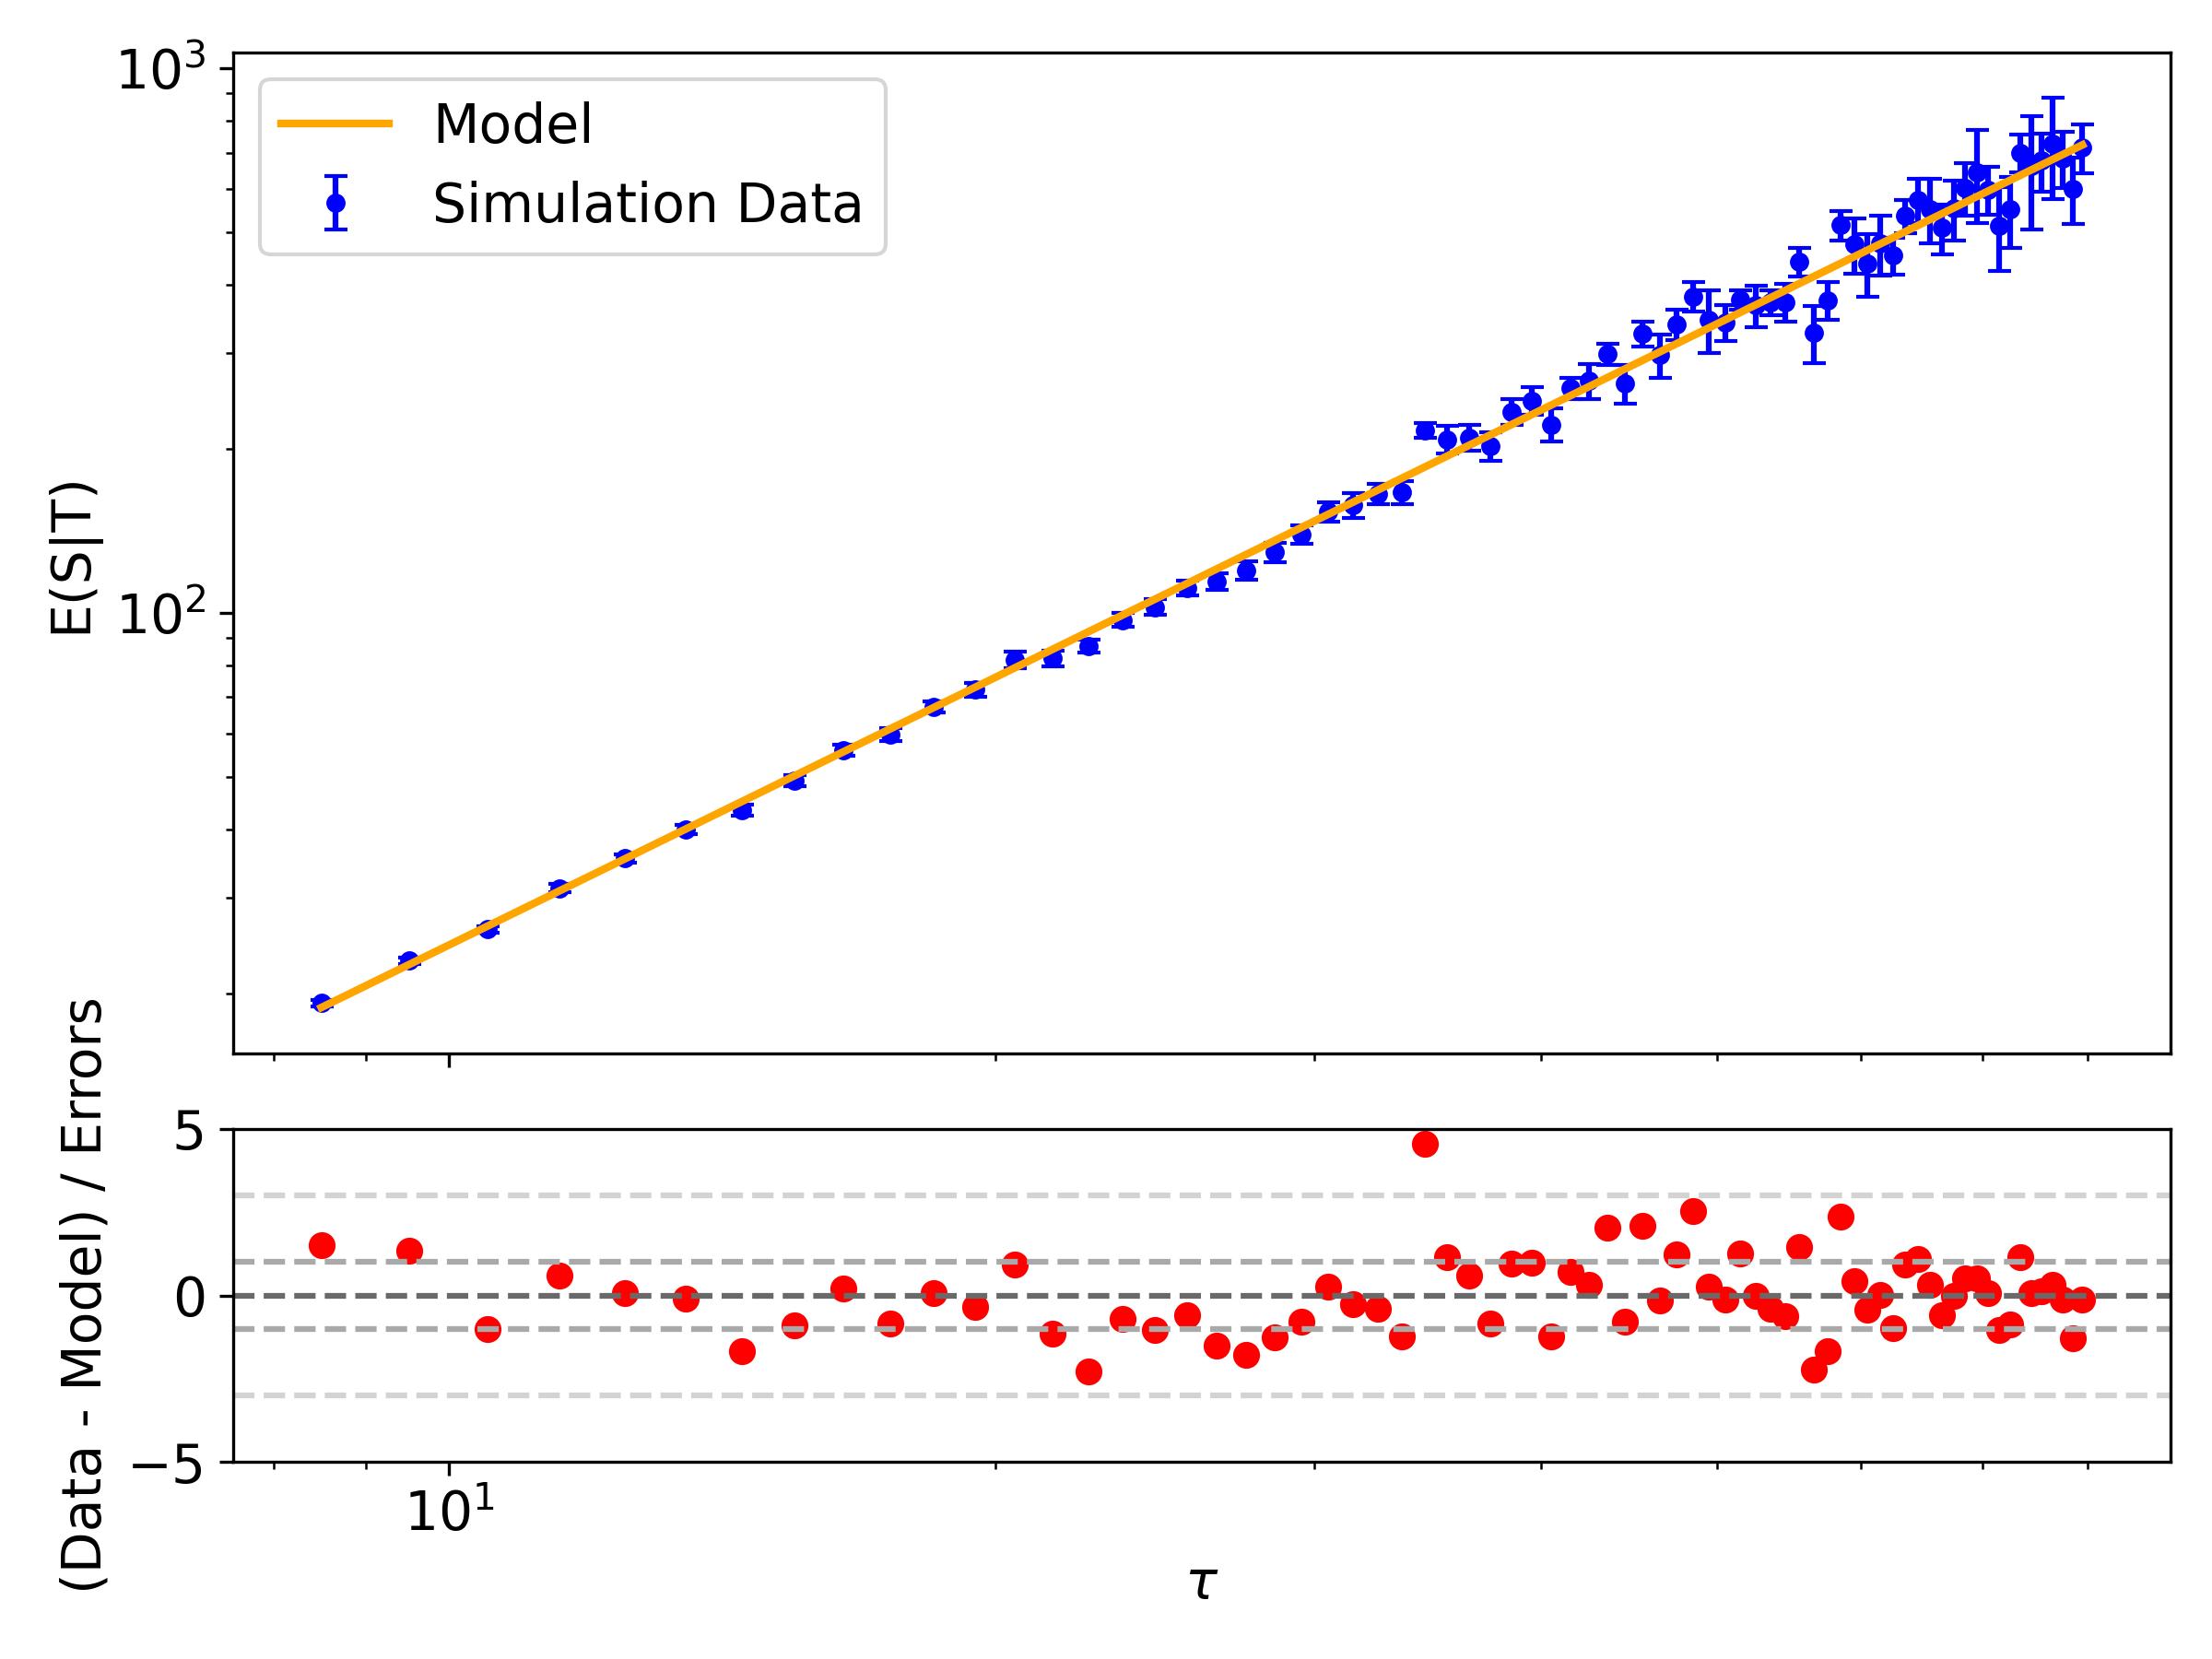 10³
Model
Simulation Data
E(S|T)
10²
(Data - Model) / Errors
5
0
−5
10¹
τ